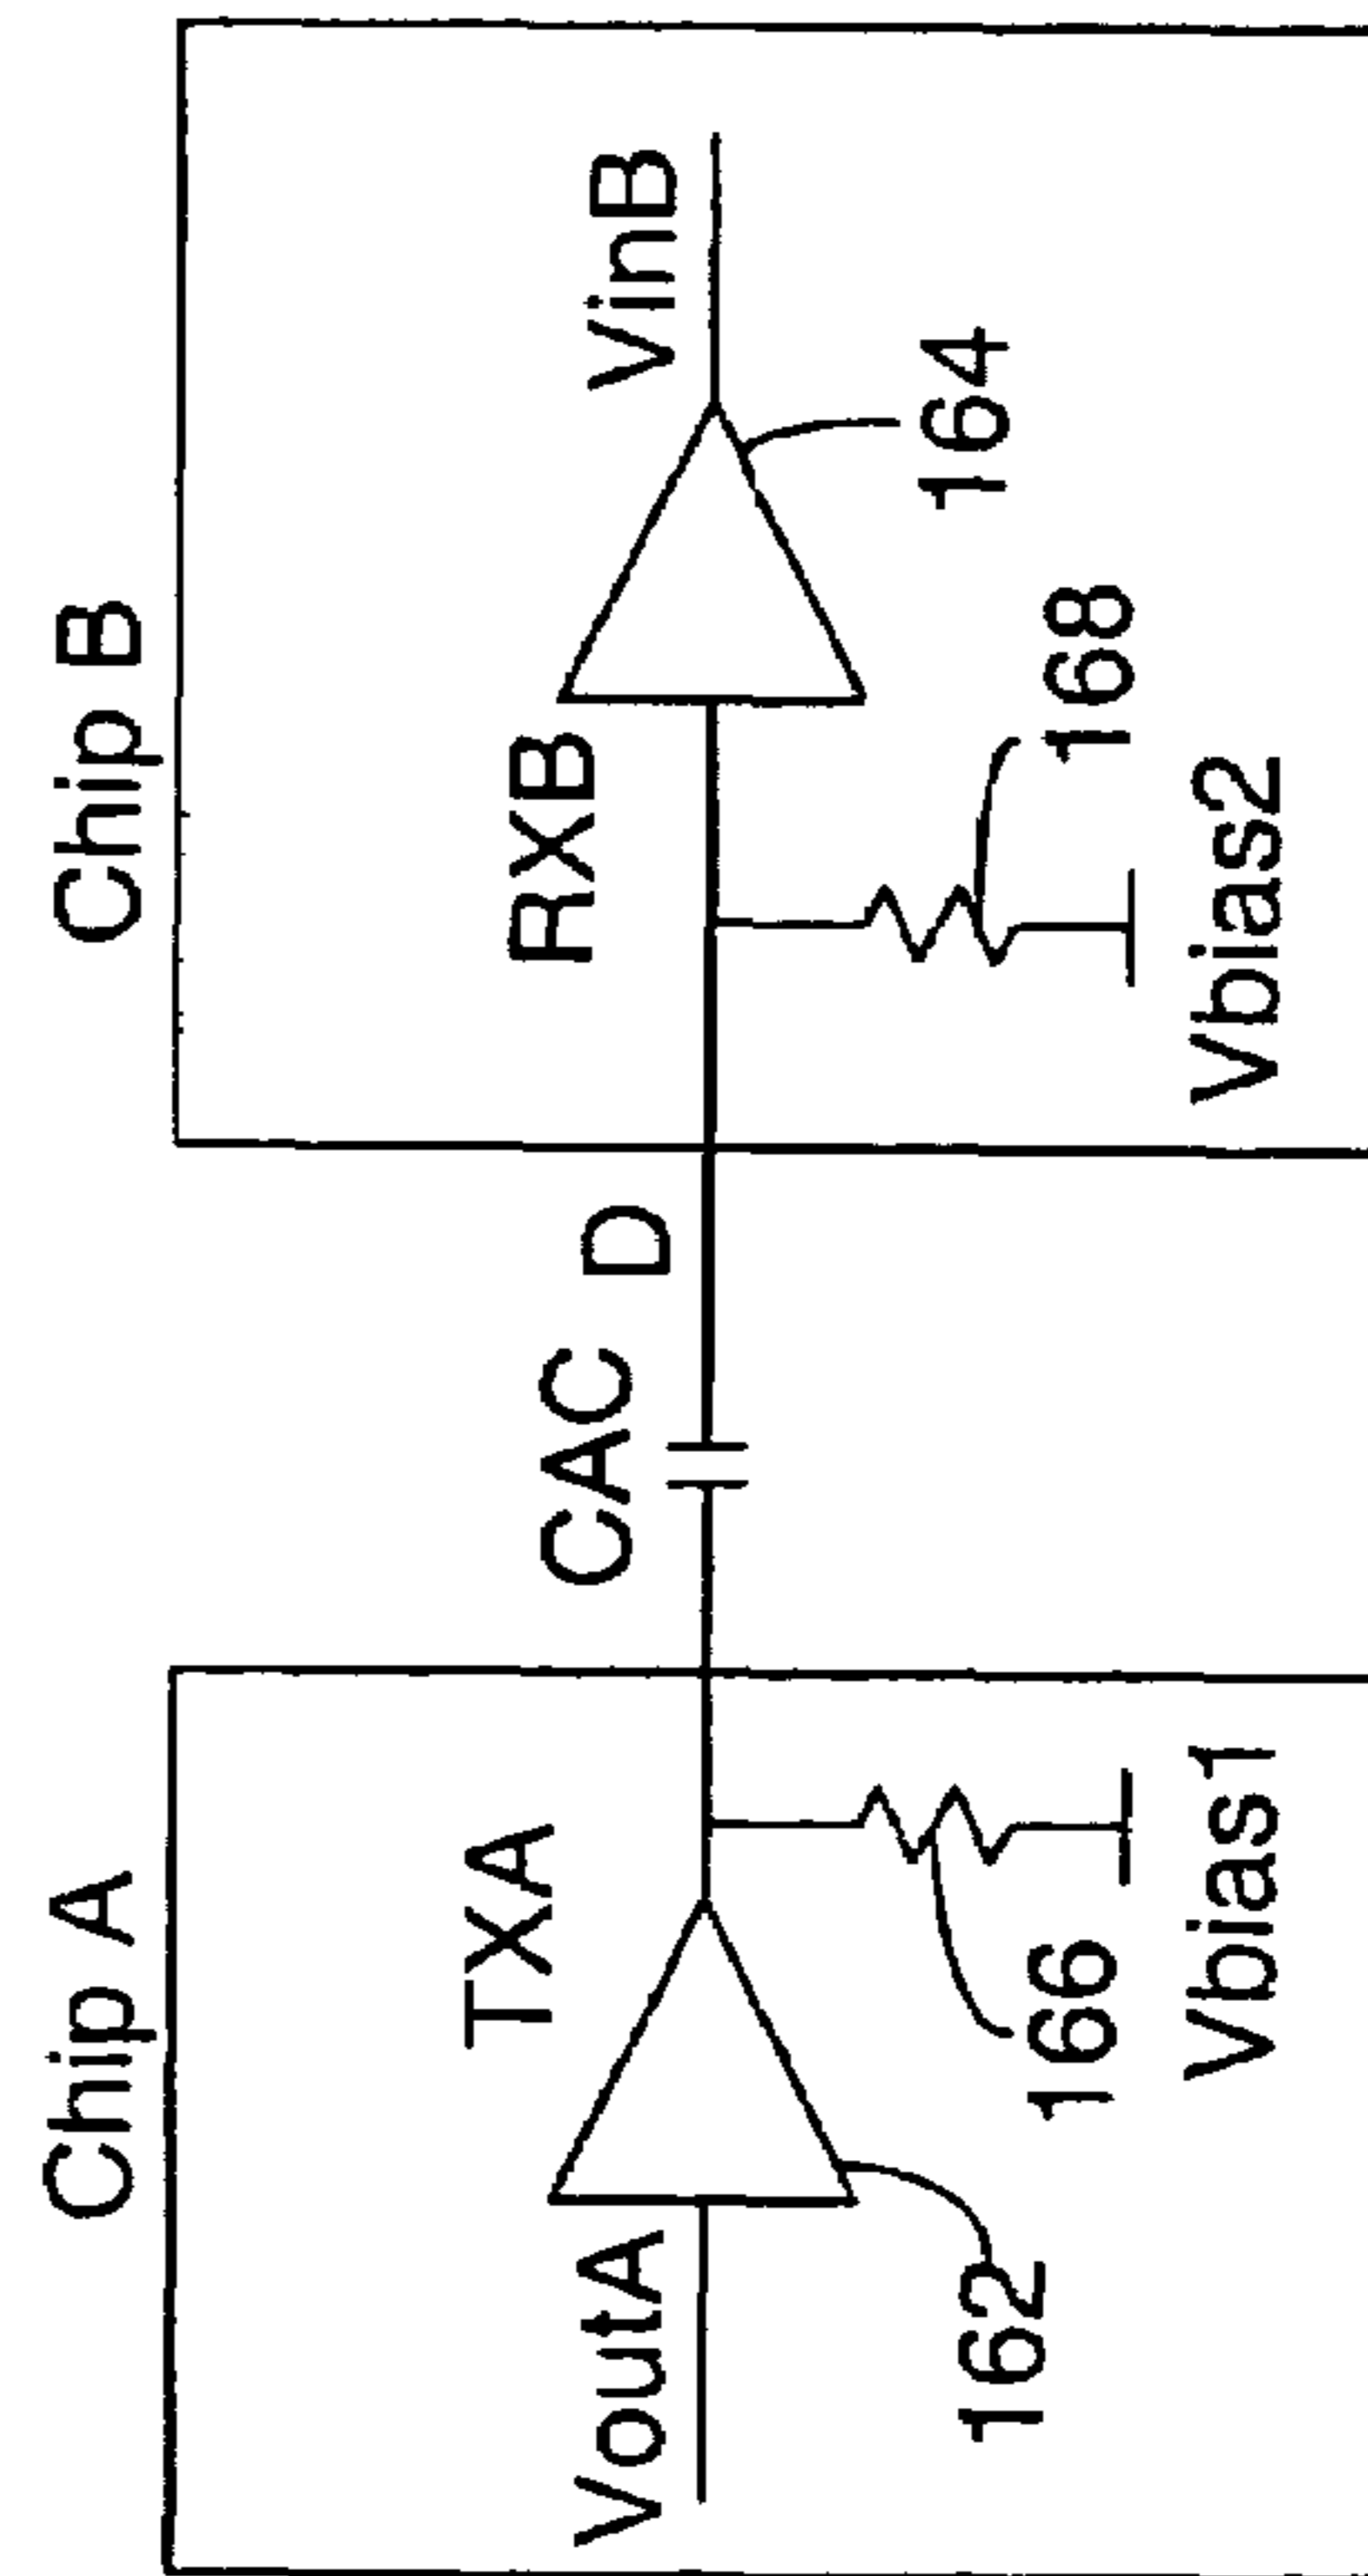 Chip A
Chip B
TXA
CAC
D
RXB
VoutA
VinB
162
166
164
168
Vbias1
Vbias2